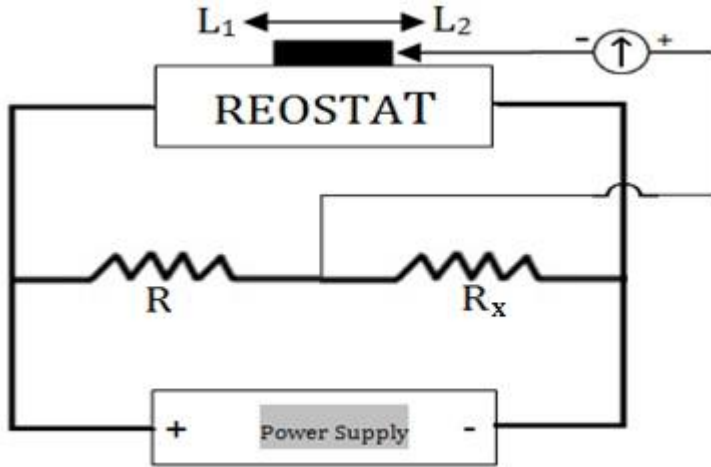 L₁ L₂ - +
REOSTAT
R Rₓ
+ Power Supply -